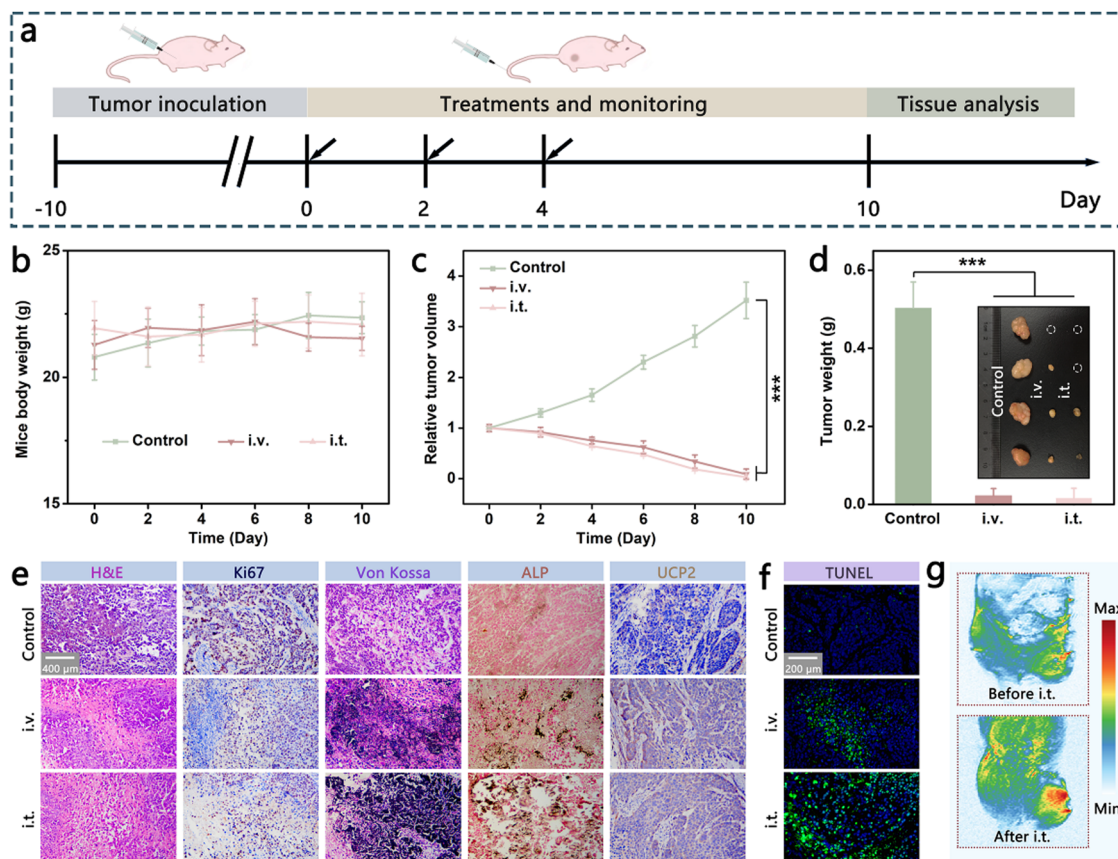 a
Tumor inoculation
Treatments and monitoring
Tissue analysis
-10
0
2
4
10
Day
b
Mice body weight (g)
25
20
15
Control
i.v.
i.t.
0 2 4 6 8 10
Time (Day)
c
Relative tumor volume
4
3
2
1
0
Control
i.v.
i.t.
***
0 2 4 6 8 10
Time (Day)
d
Tumor weight (g)
0.6
0.4
0.2
0.0
***
Control
i.v.
i.t.
Control i.v. i.t.
e
H&E Ki67 Von Kossa ALP UCP2
Control
400 μm
i.v.
i.t.
f
TUNEL
Control
200 μm
i.v.
i.t.
g
Before i.t.
After i.t.
Max
Min